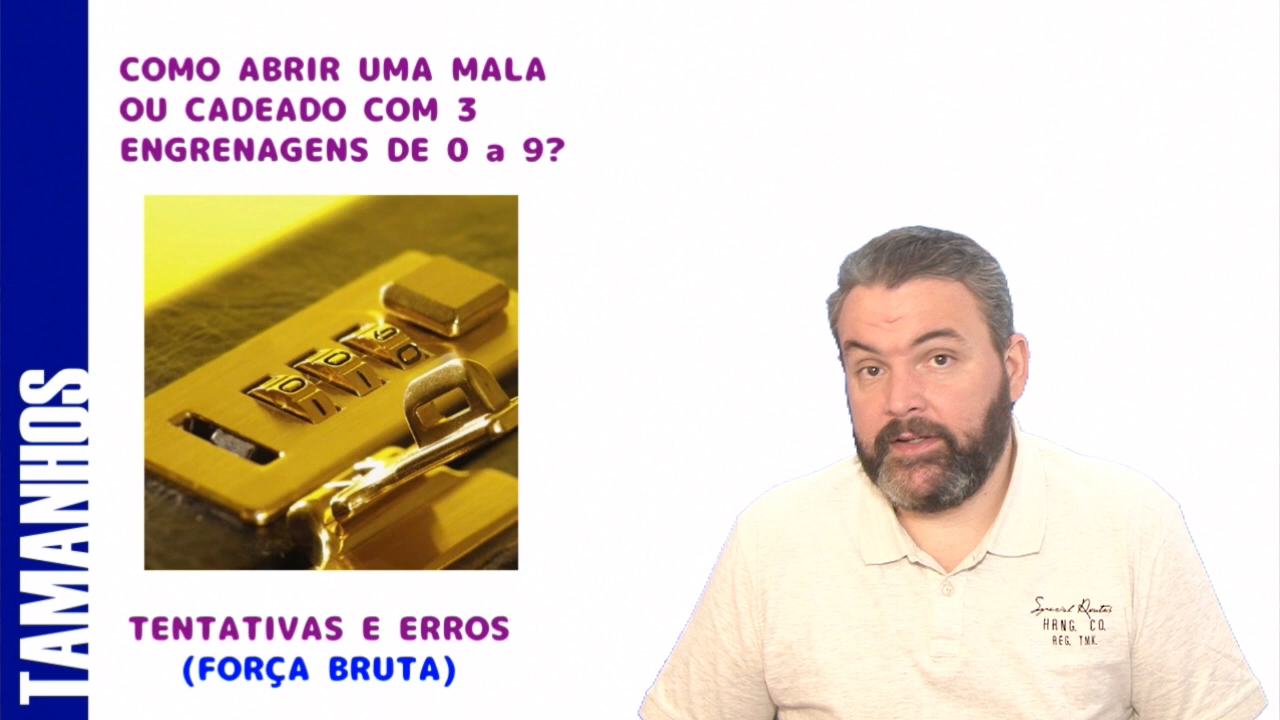 TAMANHOS
COMO ABRIR UMA MALA
OU CADEADO COM 3
ENGRENAGENS DE 0 a 9?
TENTATIVAS E ERROS
(FORÇA BRUTA)
HRNG. CO.
REG. TMK.